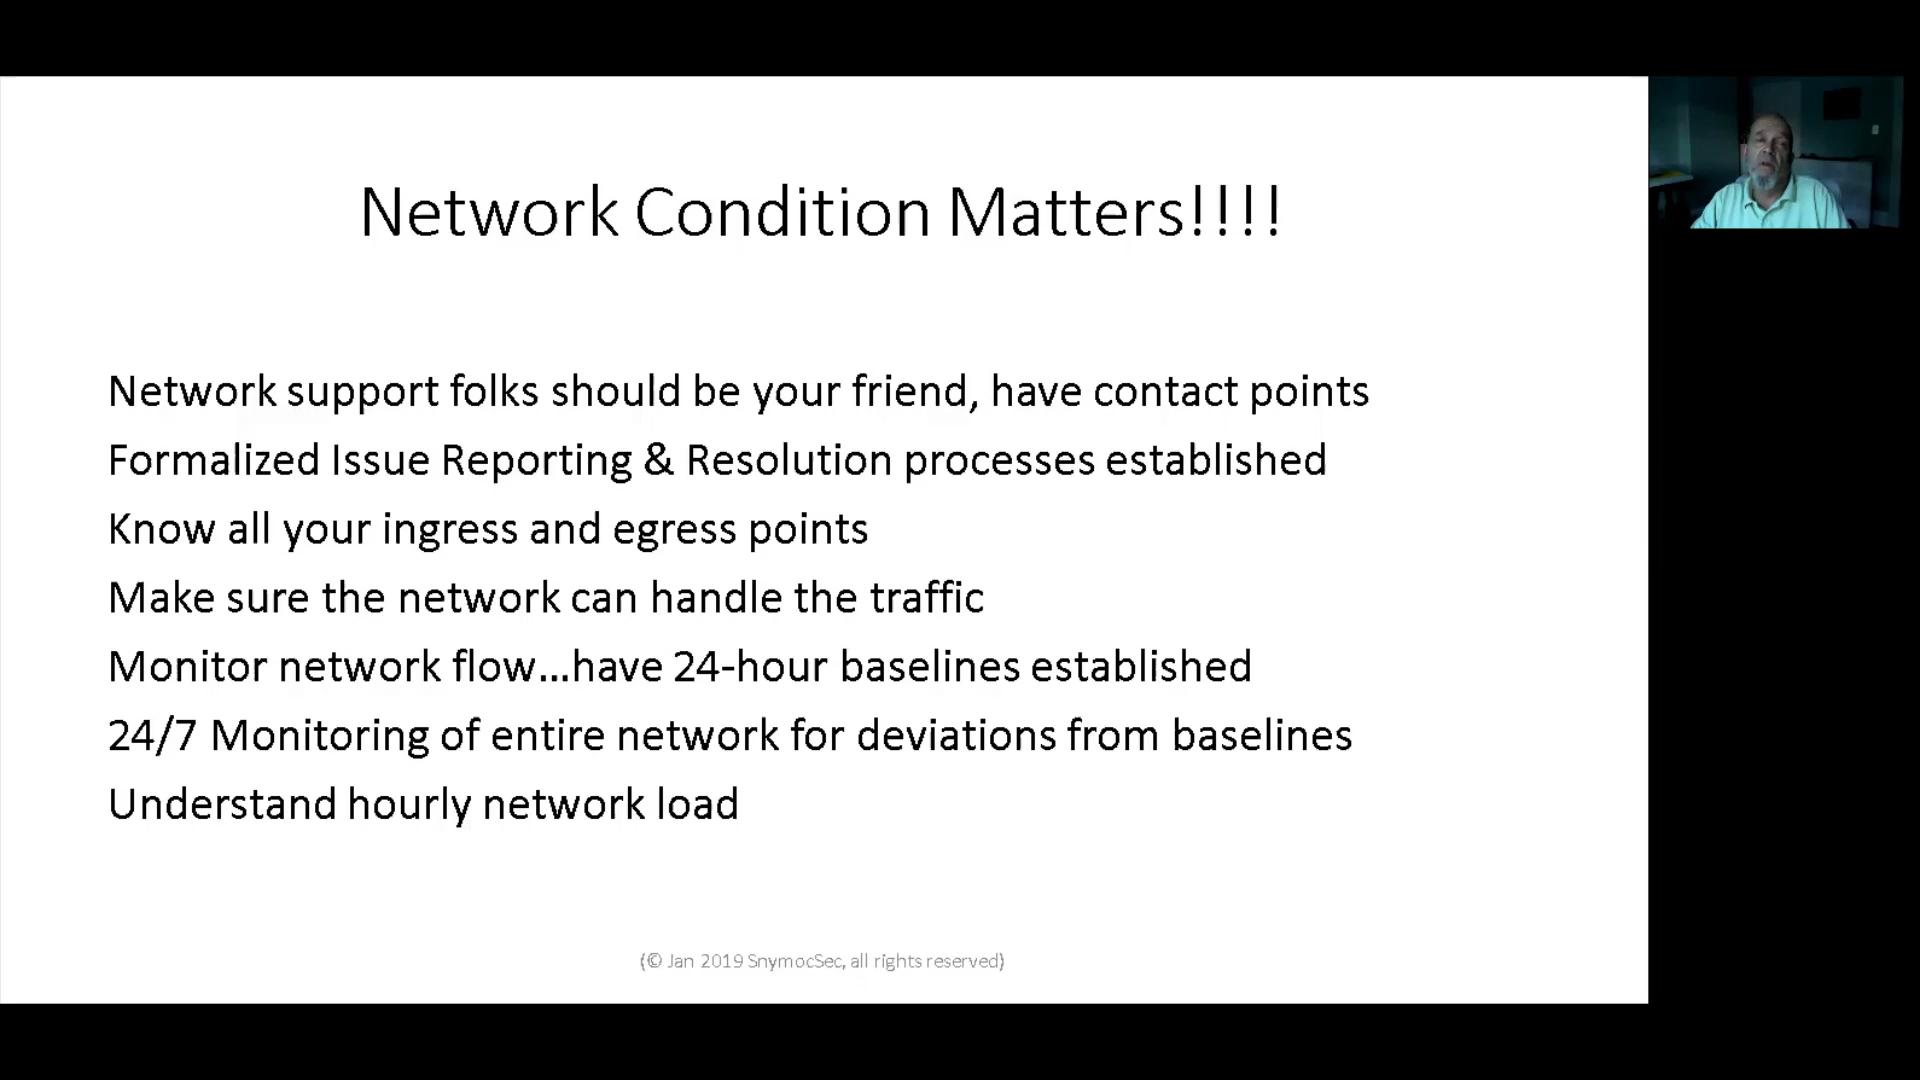 Network Condition Matters!!!!
Network support folks should be your friend, have contact points
Formalized Issue Reporting & Resolution processes established
Know all your ingress and egress points
Make sure the network can handle the traffic
Monitor network flow...have 24-hour baselines established
24/7 Monitoring of entire network for deviations from baselines
Understand hourly network load
(© Jan 2019 SnymocSec, all rights reserved)